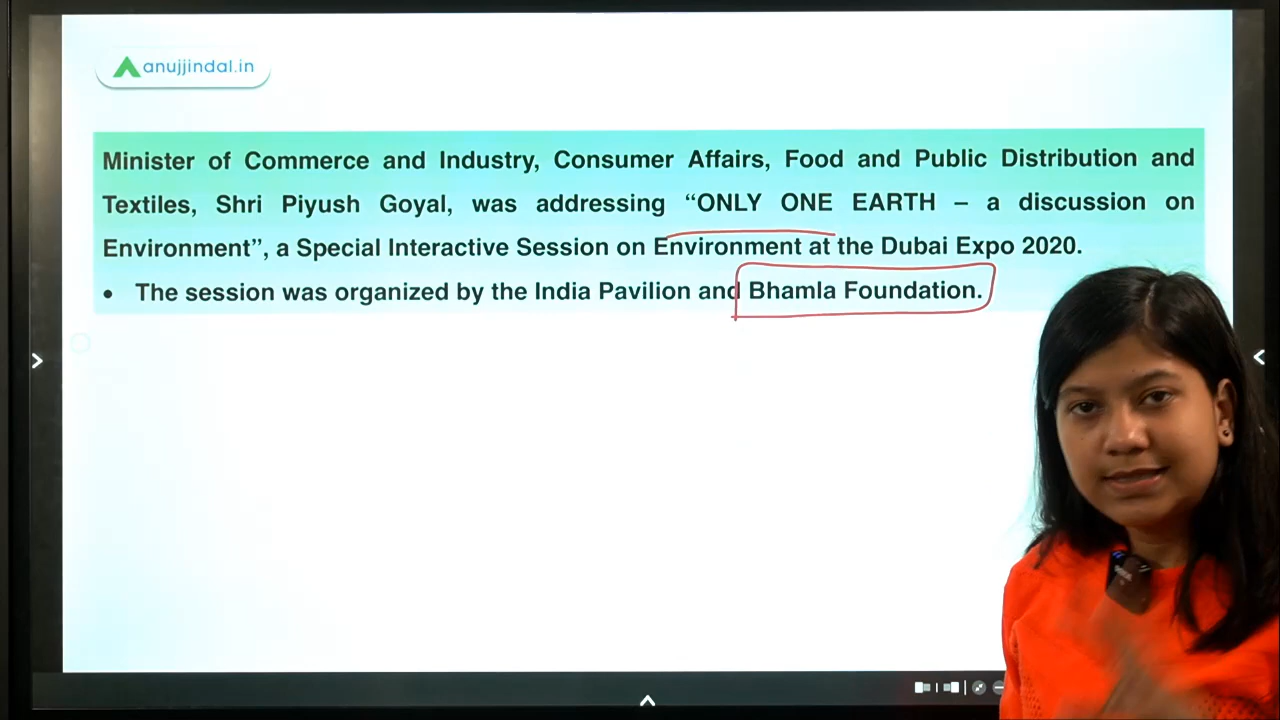 anujjindal.in
Minister of Commerce and Industry, Consumer Affairs, Food and Public Distribution and
Textiles, Shri Piyush Goyal, was addressing “ONLY ONE EARTH – a discussion on
Environment”, a Special Interactive Session on Environment at the Dubai Expo 2020.
• The session was organized by the India Pavilion and Bhamla Foundation.